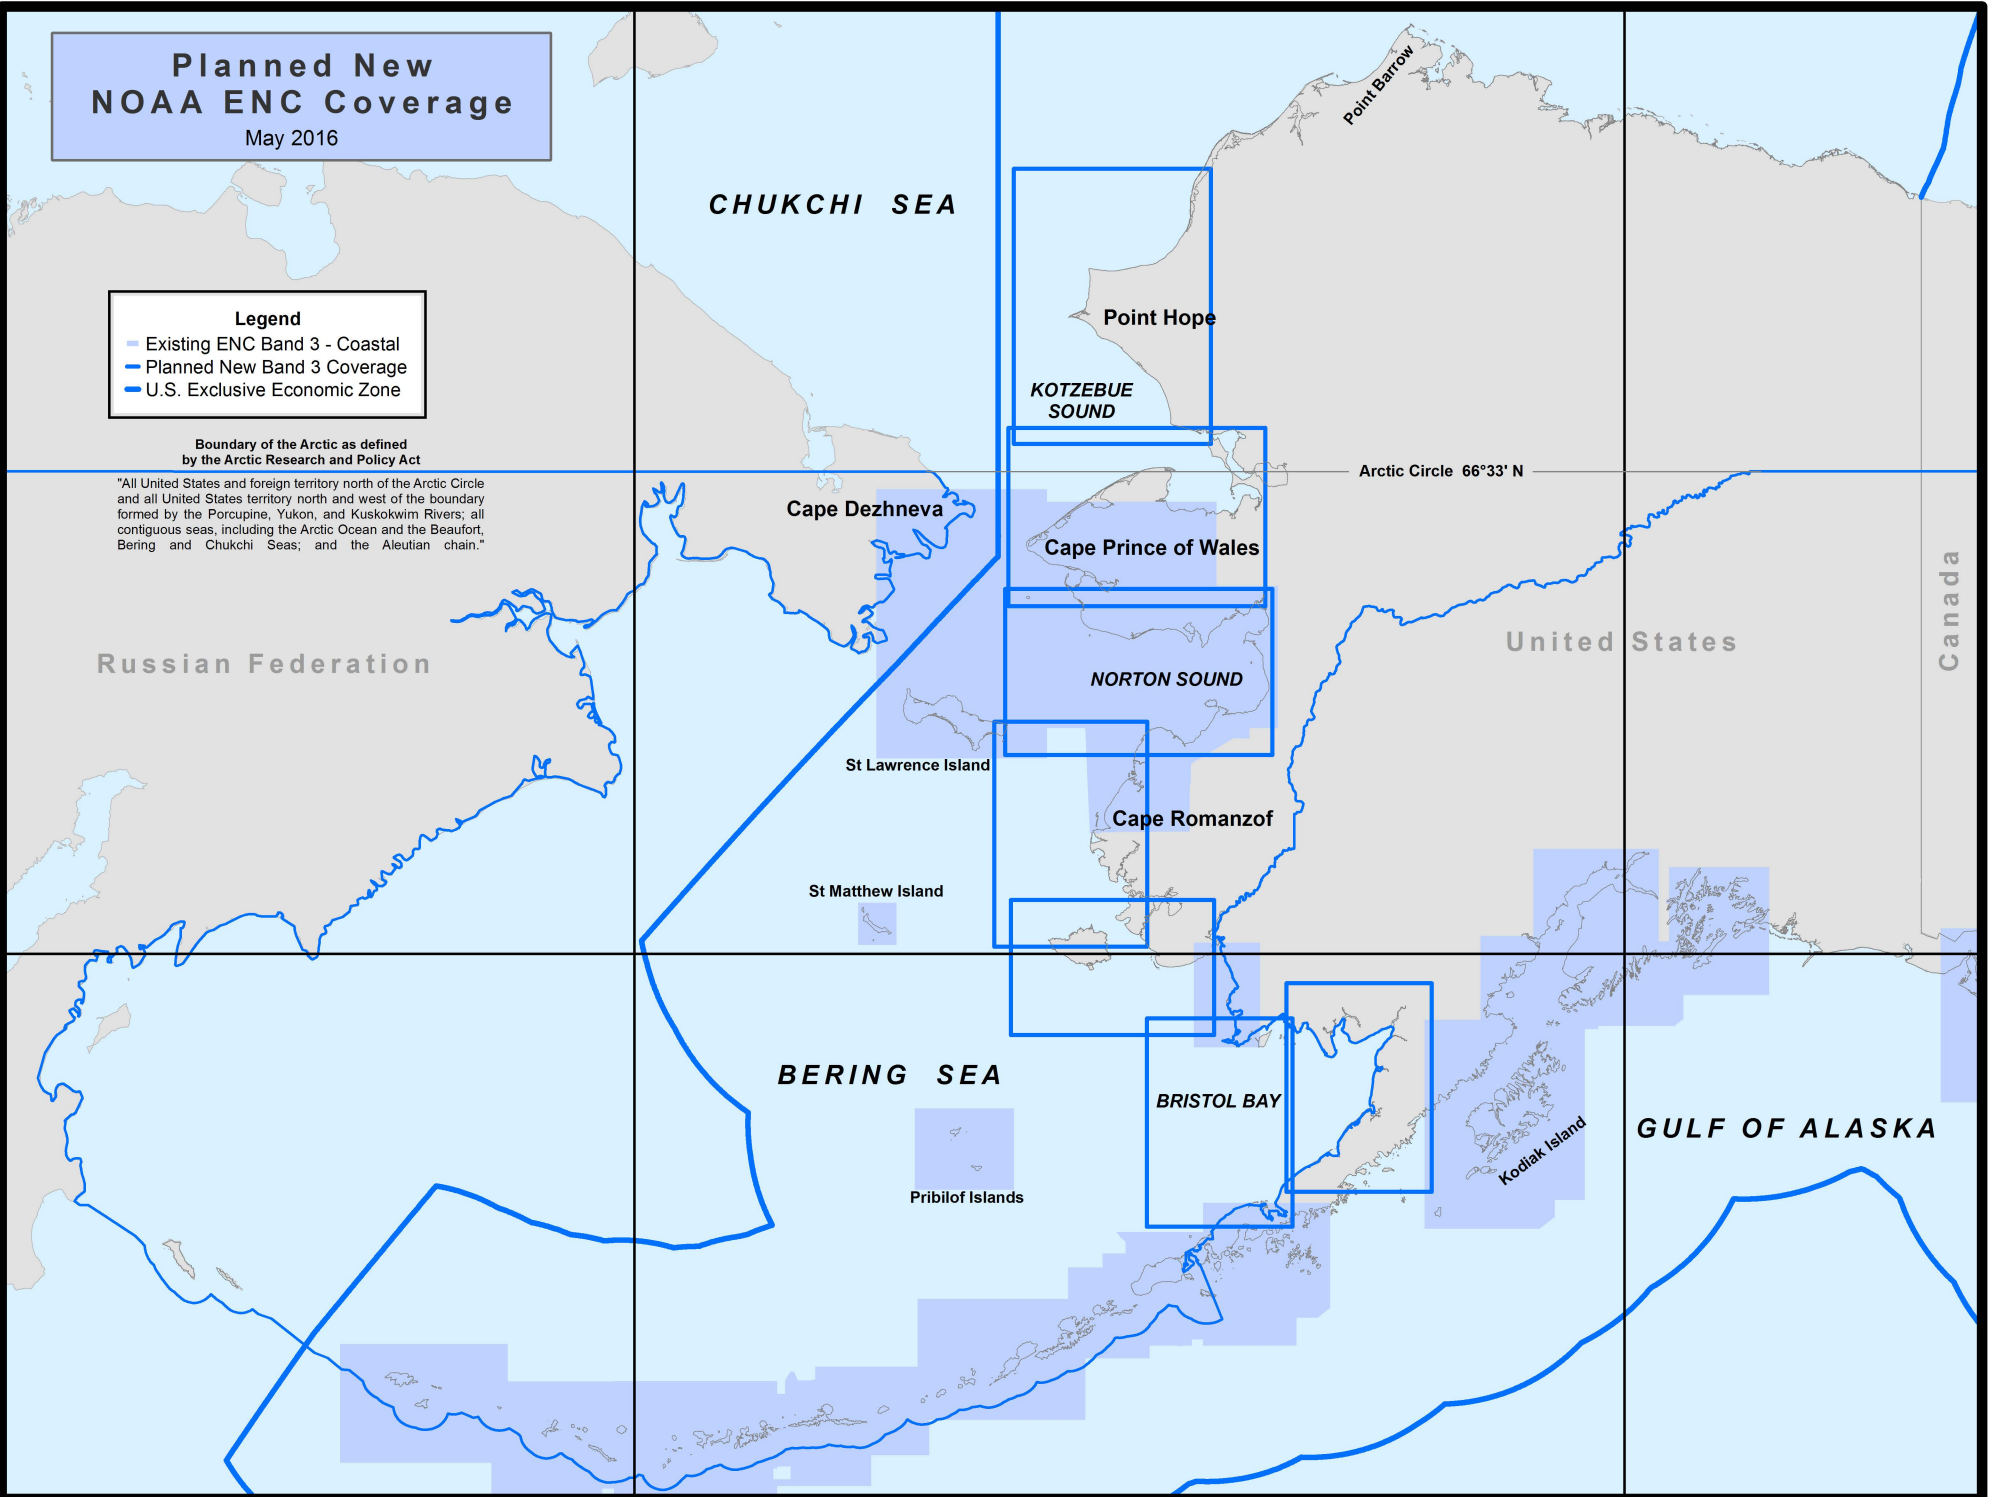 Planned New
NOAA ENC Coverage
May 2016
Point Barrow
CHUKCHI SEA
Legend
Existing ENC Band 3 - Coastal
Planned New Band 3 Coverage
U.S. Exclusive Economic Zone
Point Hope
KOTZEBUE
SOUND
Boundary of the Arctic as defined
by the Arctic Research and Policy Act
"All United States and foreign territory north of the Arctic Circle
and all United States territory north and west of the boundary
formed by the Porcupine, Yukon, and Kuskokwim Rivers; all
contiguous seas, including the Arctic Ocean and the Beaufort,
Bering and Chukchi Seas; and the Aleutian chain."
Arctic Circle 66°33' N
Cape Dezhneva
Cape Prince of Wales
Canada
United States
Russian Federation
NORTON SOUND
St Lawrence Island
Cape Romanzof
St Matthew Island
BERING SEA
BRISTOL BAY
Kodiak Island
GULF OF ALASKA
Pribilof Islands